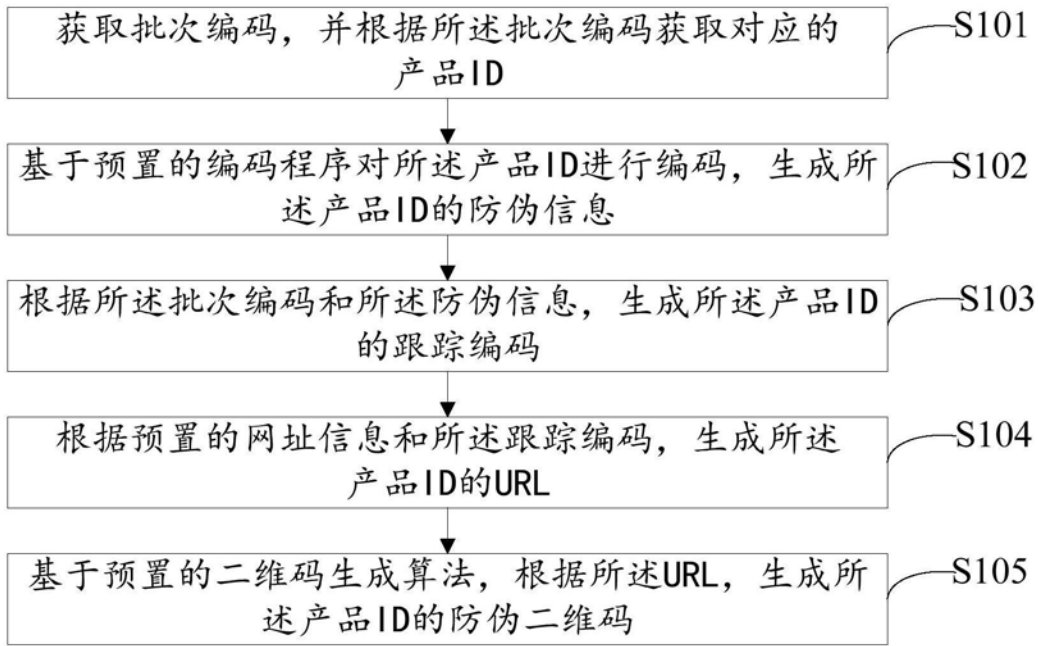 获取批次编码，并根据所述批次编码获取对应的
产品ID
S101
基于预置的编码程序对所述产品ID进行编码，生成所
述产品ID的防伪信息
S102
根据所述批次编码和所述防伪信息，生成所述产品ID
的跟踪编码
S103
根据预置的网址信息和所述跟踪编码，生成所述
产品ID的URL
S104
基于预置的二维码生成算法，根据所述URL，生成所
述产品ID的防伪二维码
S105